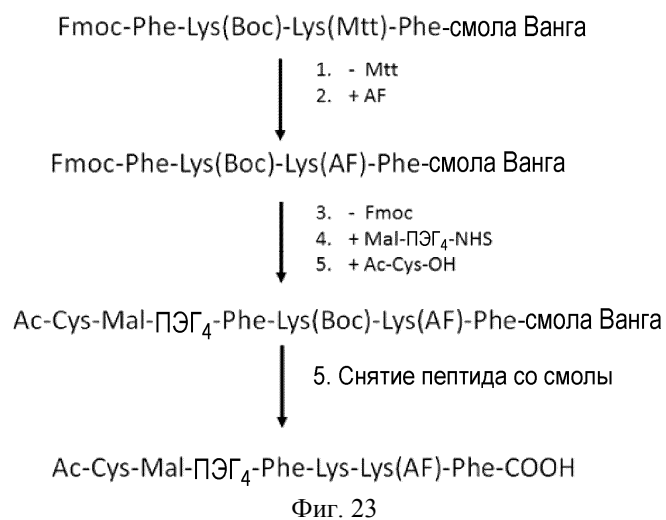 Fmoc-Phe-Lys(Boc)-Lys(Mtt)-Phe-смола Ванга
1. - Mtt
2. + AF
Fmoc-Phe-Lys(Boc)-Lys(AF)-Phe-смола Ванга
3. - Fmoc
4. + Mal-ПЭГ₄-NHS
5. + Ac-Cys-OH
Ac-Cys-Mal-ПЭГ₄-Phe-Lys(Boc)-Lys(AF)-Phe-смола Ванга
5. Снятие пептида со смолы
Ac-Cys-Mal-ПЭГ₄-Phe-Lys-Lys(AF)-Phe-COOH
Фиг. 23